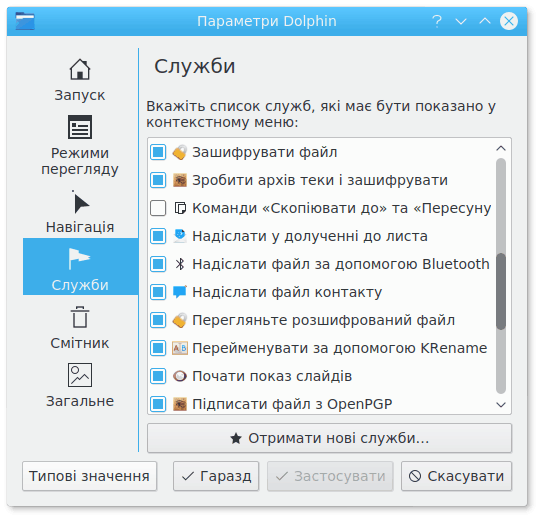 Параметри Dolphin
Запуск
Режими
перегляду
Навігація
Служби
Смітник
Загальне
Служби
Вкажіть список служб, які має бути показано у
контекстному меню:
Зашифрувати файл
Зробити архів теки і зашифрувати
Команди «Скопіювати до» та «Пересуну
Надіслати у долученні до листа
Надіслати файл за допомогою Bluetooth
Надіслати файл контакту
Перегляньте розшифрований файл
Перейменувати за допомогою KRename
Почати показ слайдів
Підписати файл з OpenPGP
Отримати нові служби...
Типові значення
Гаразд
Застосувати
Скасувати